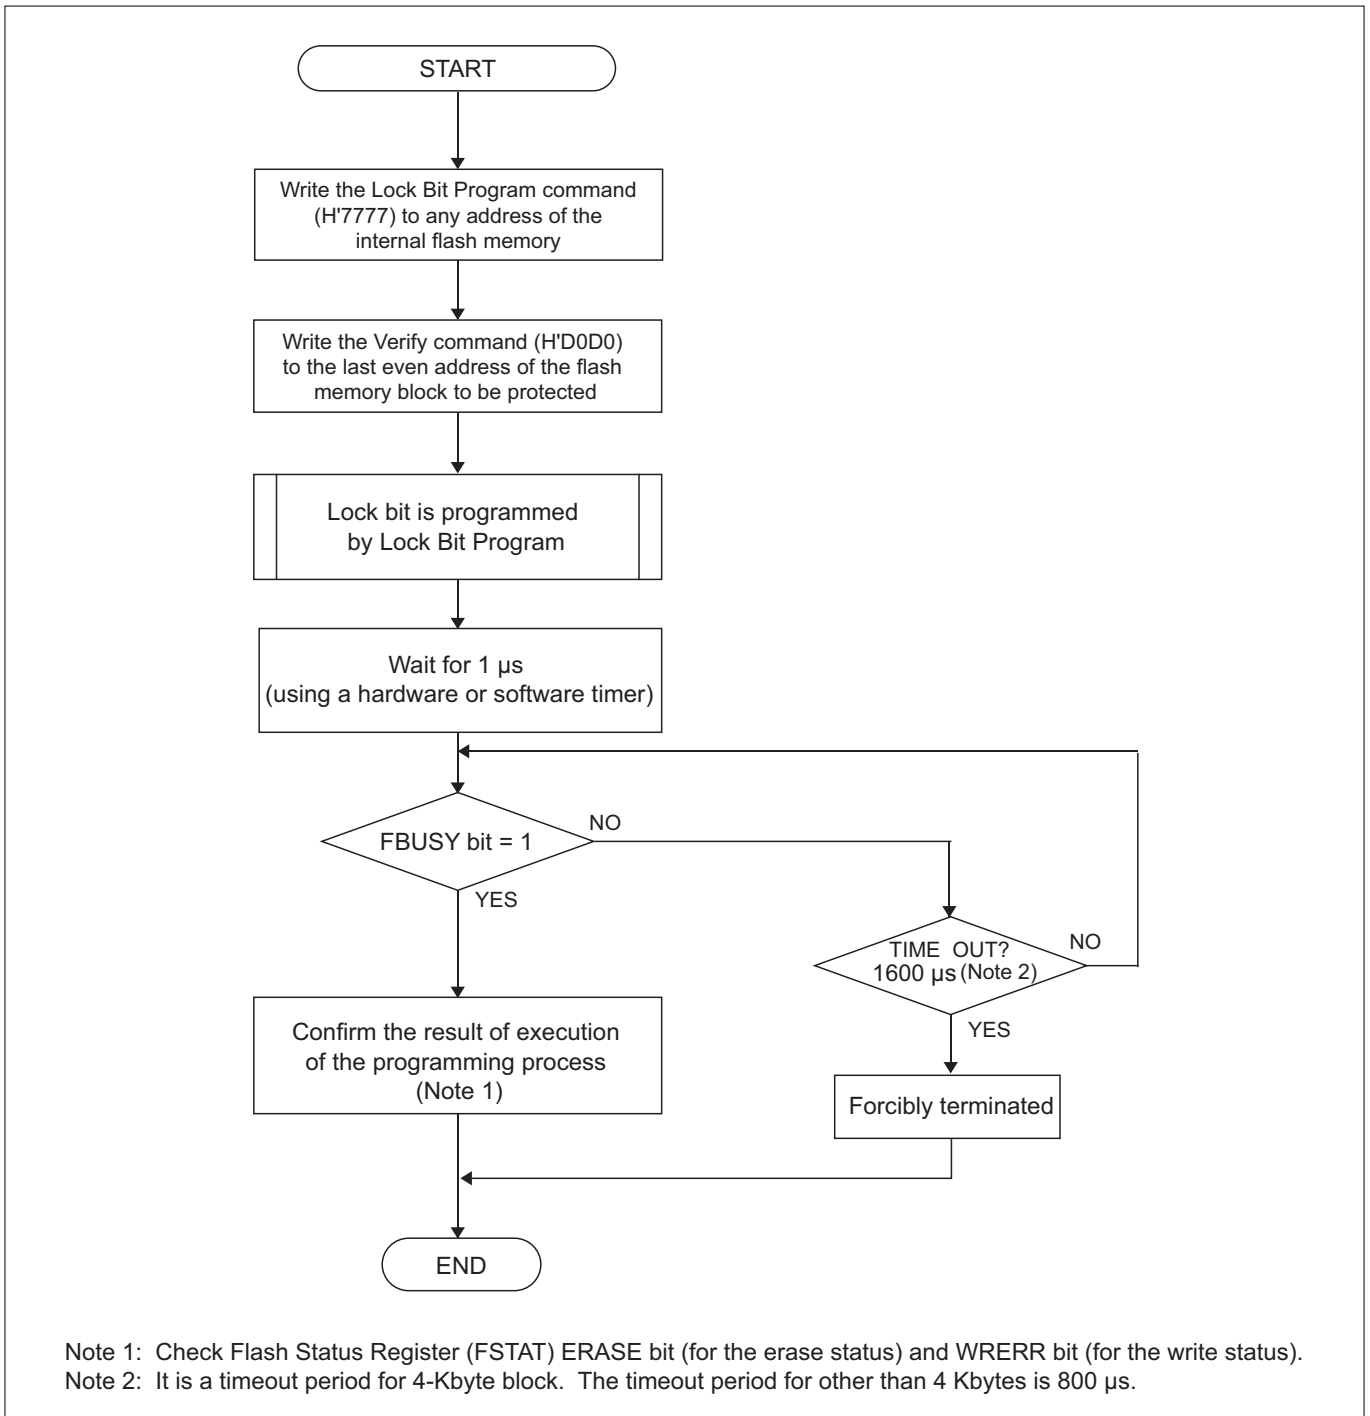 START
Write the Lock Bit Program command
(H'7777) to any address of the
internal flash memory
Write the Verify command (H'D0D0)
to the last even address of the flash
memory block to be protected
Lock bit is programmed
by Lock Bit Program
Wait for 1 µs
(using a hardware or software timer)
FBUSY bit = 1
NO
YES
TIME OUT?
1600 µs (Note 2)
NO
YES
Confirm the result of execution
of the programming process
(Note 1)
Forcibly terminated
END
Note 1: Check Flash Status Register (FSTAT) ERASE bit (for the erase status) and WRERR bit (for the write status).
Note 2: It is a timeout period for 4-Kbyte block. The timeout period for other than 4 Kbytes is 800 µs.